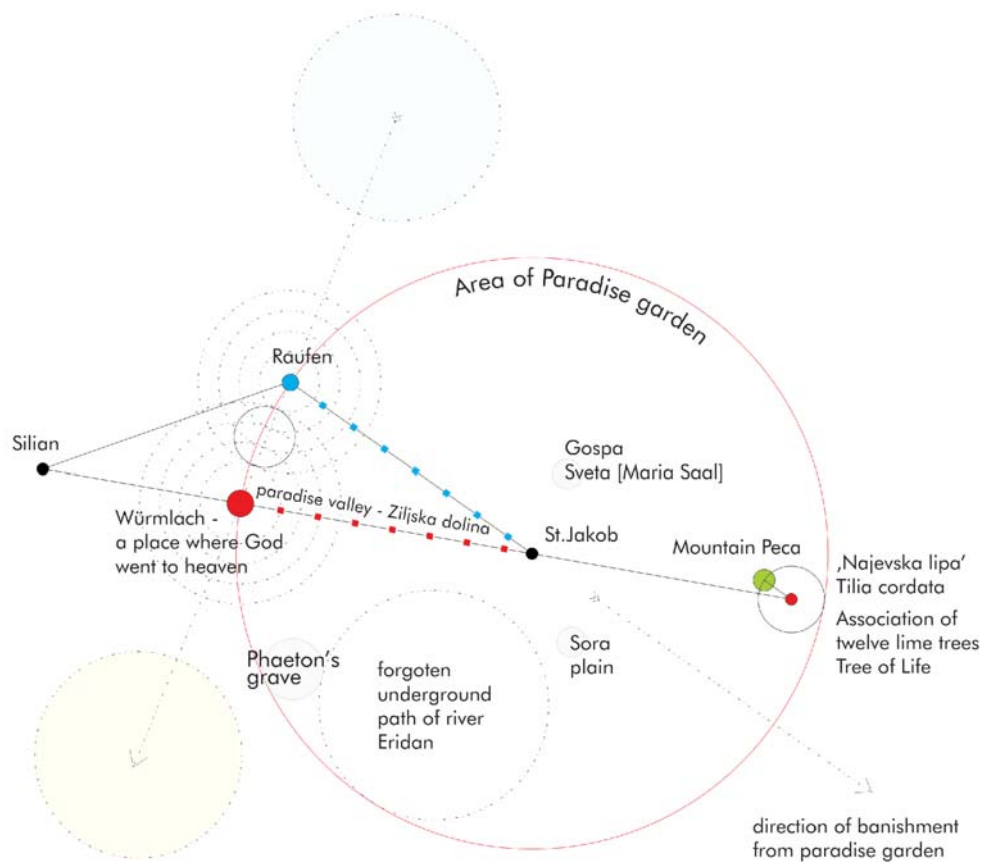 Area of Paradise garden
Raufen
Silian
Gospa
Sveta [Maria Saal]
paradise valley - Ziljska dolina
Würmlach -
a place where God
went to heaven
St.Jakob
Mountain Peca
‚Najevska lipa’
Tilia cordata
Association of
twelve lime trees
Tree of Life
Sora
plain
Phaeton’s
grave
forgoten
underground
path of river
Eridan
direction of banishment
from paradise garden